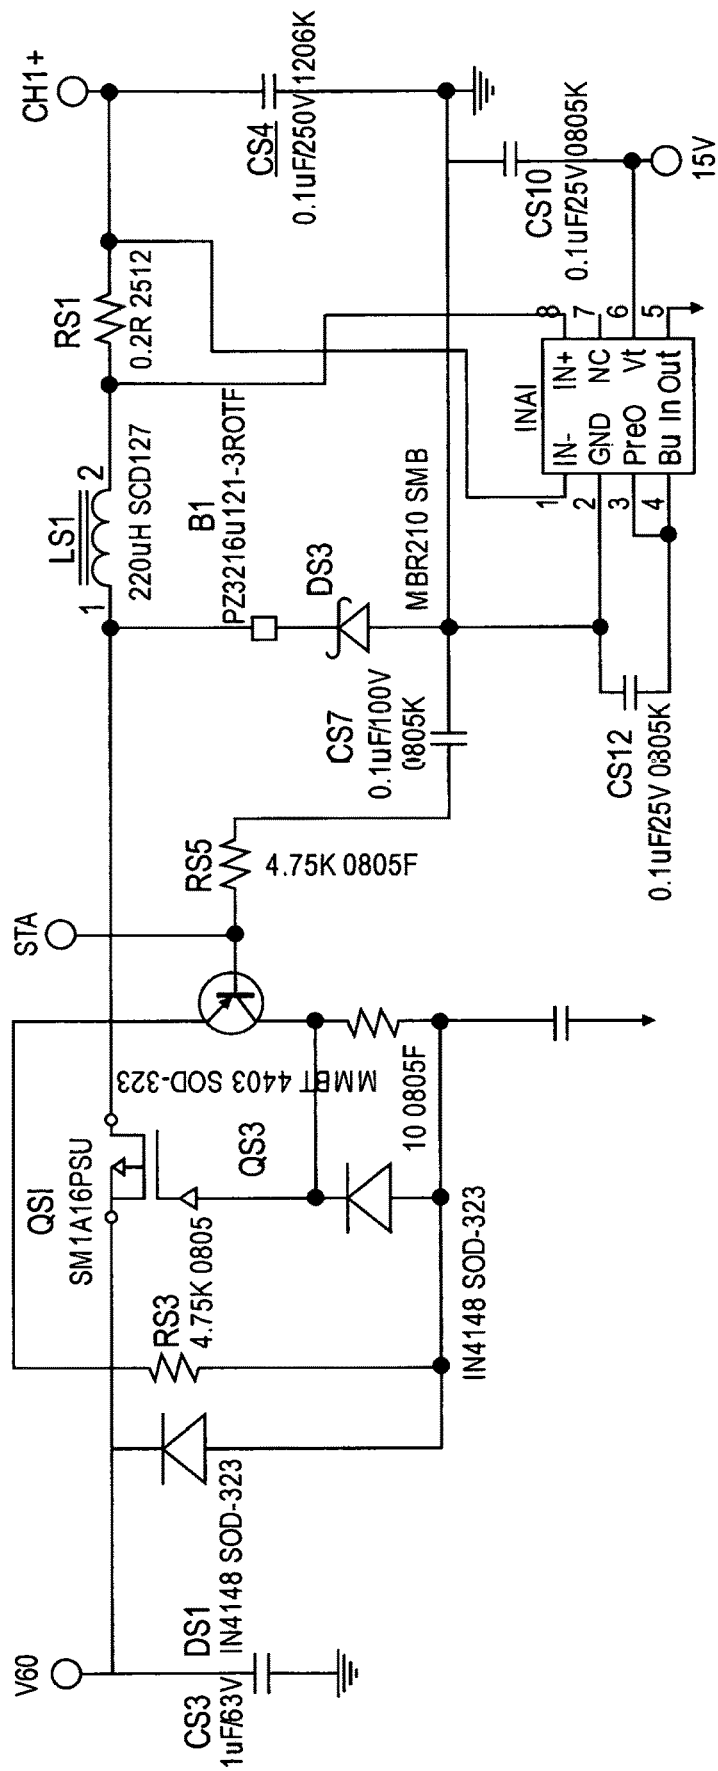 V60
CS3
1uF/63V
DS1
IN4148 SOD-323
RS3
4.75K 0805
QSI
SM1A16PSU
QS3
MMBT 4403 SOD-323
IN4148 SOD-323
10 0805F
STA
RS5
4.75K 0805F
CS7
0.1uF/100V
0805K
DS3
MBR210 SMB
B1
PZ3216u121-3ROTF
1
LS1
2
220uH SCD127
RS1
0.2R 2512
CH1+
CS4
0.1uF/250V 1206K
CS10
0.1uF/25V 0805K
15V
INAI
1 IN- IN+ 8
2 GND NC 7
3 PreO Vt 6
4 Bu In Out 5
CS12
0.1uF/25V 0805K